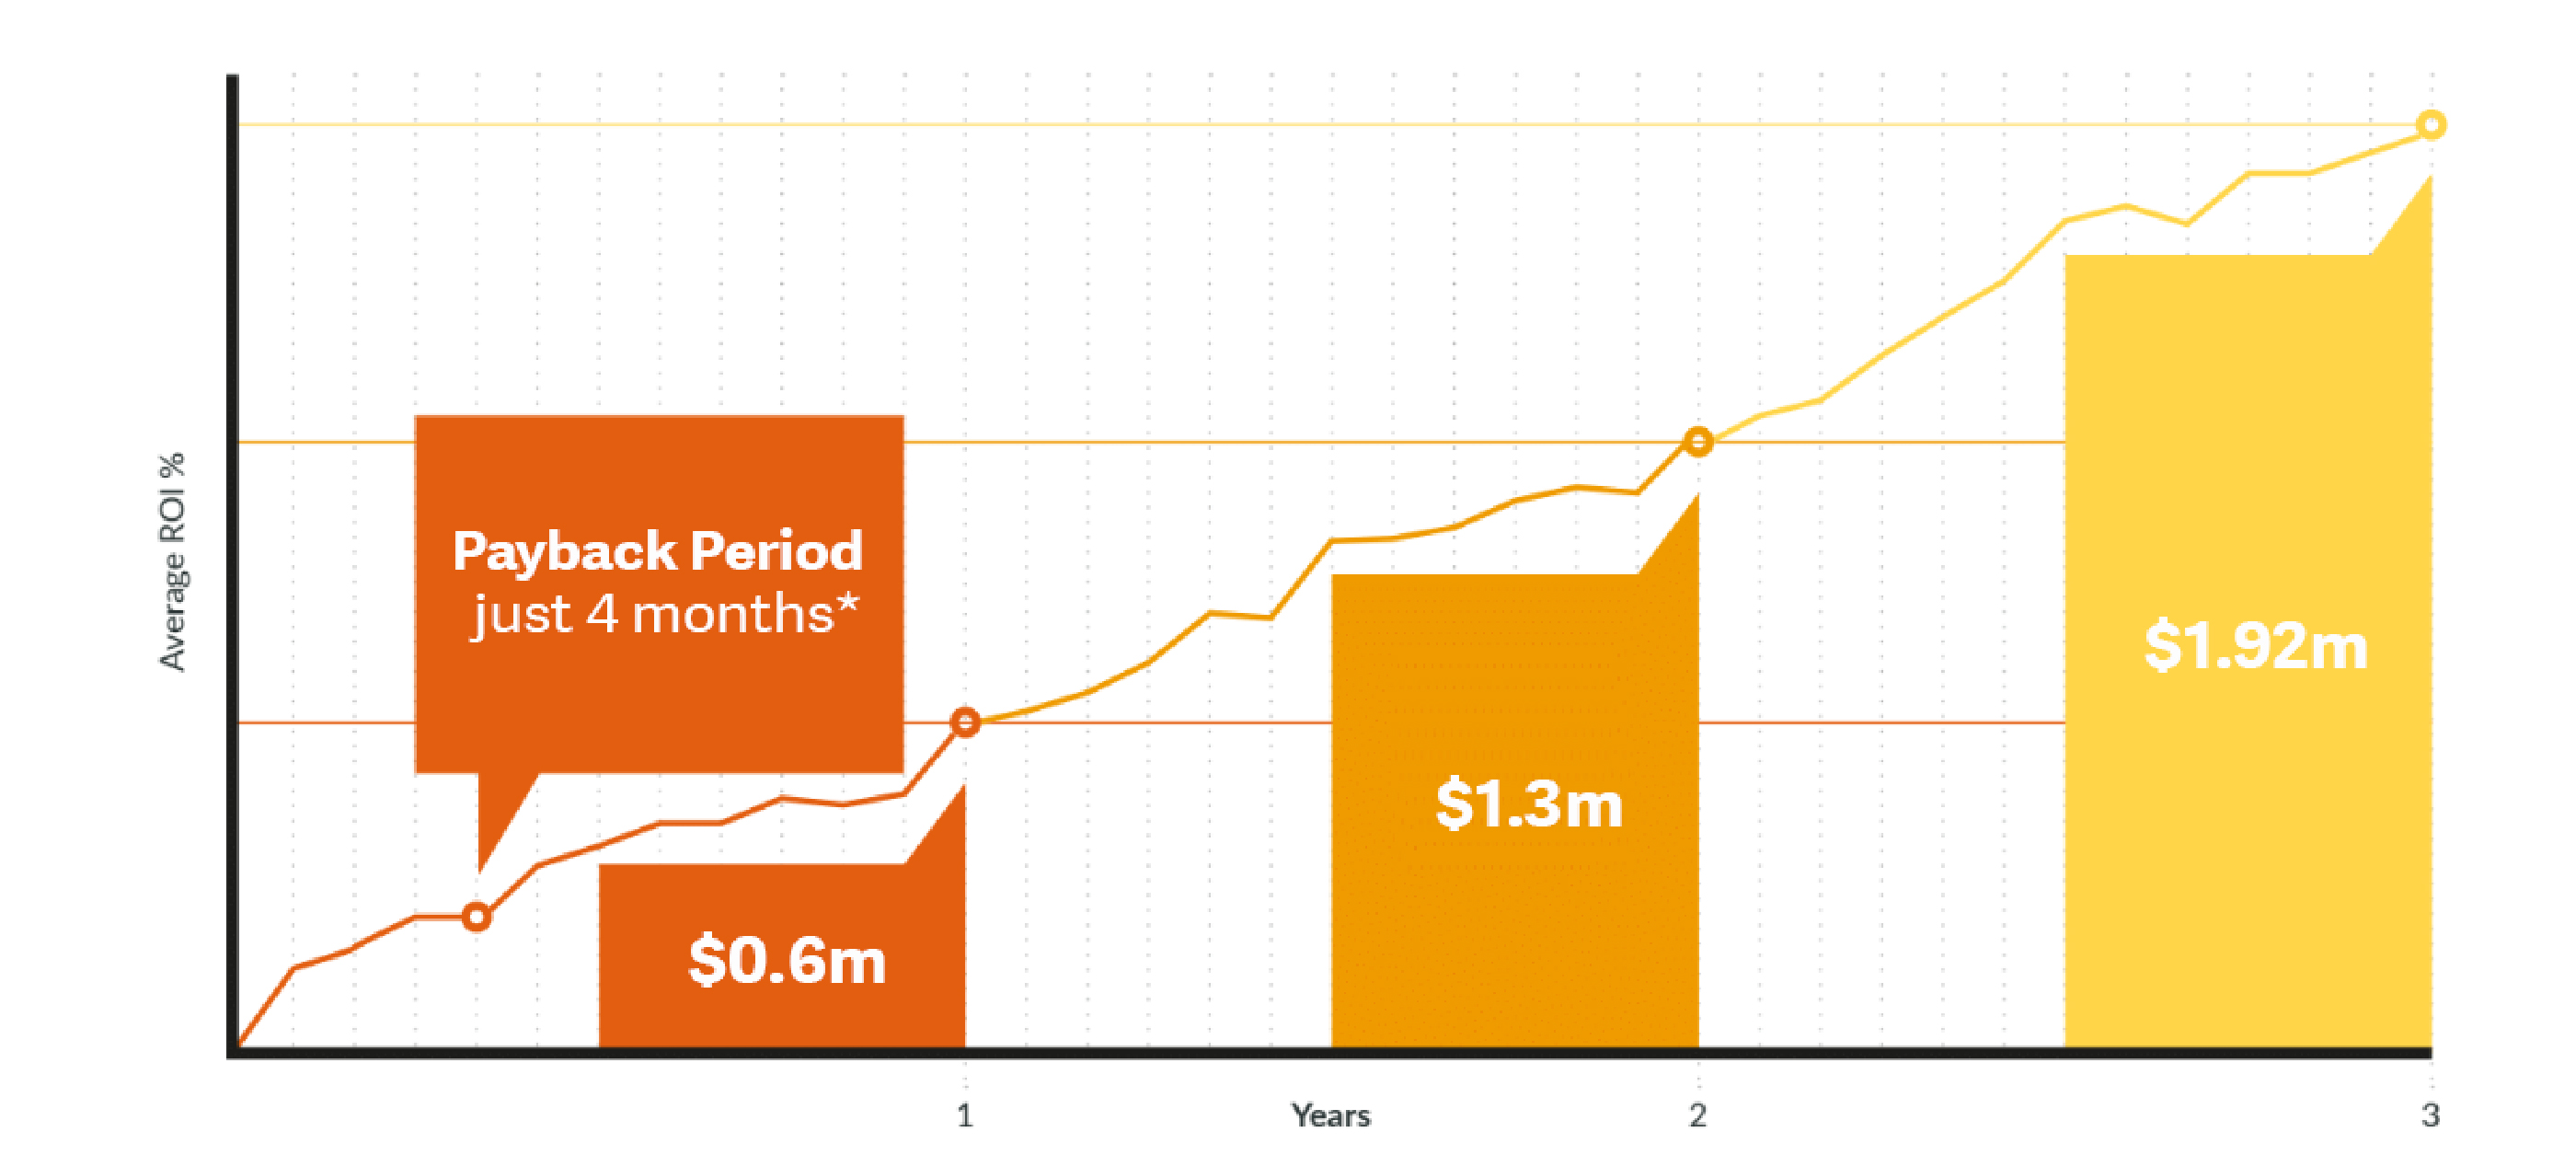 Average ROI %
Payback Period
just 4 months*
$0.6m
$1.3m
$1.92m
1
Years
2
3